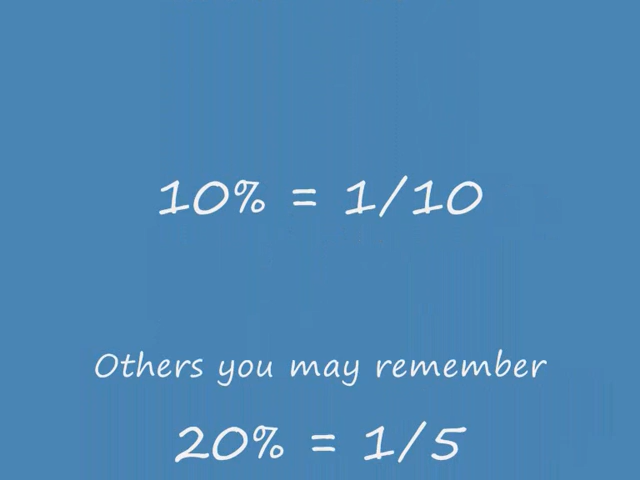 10% = 1/10
Others you may remember
20% = 1/5